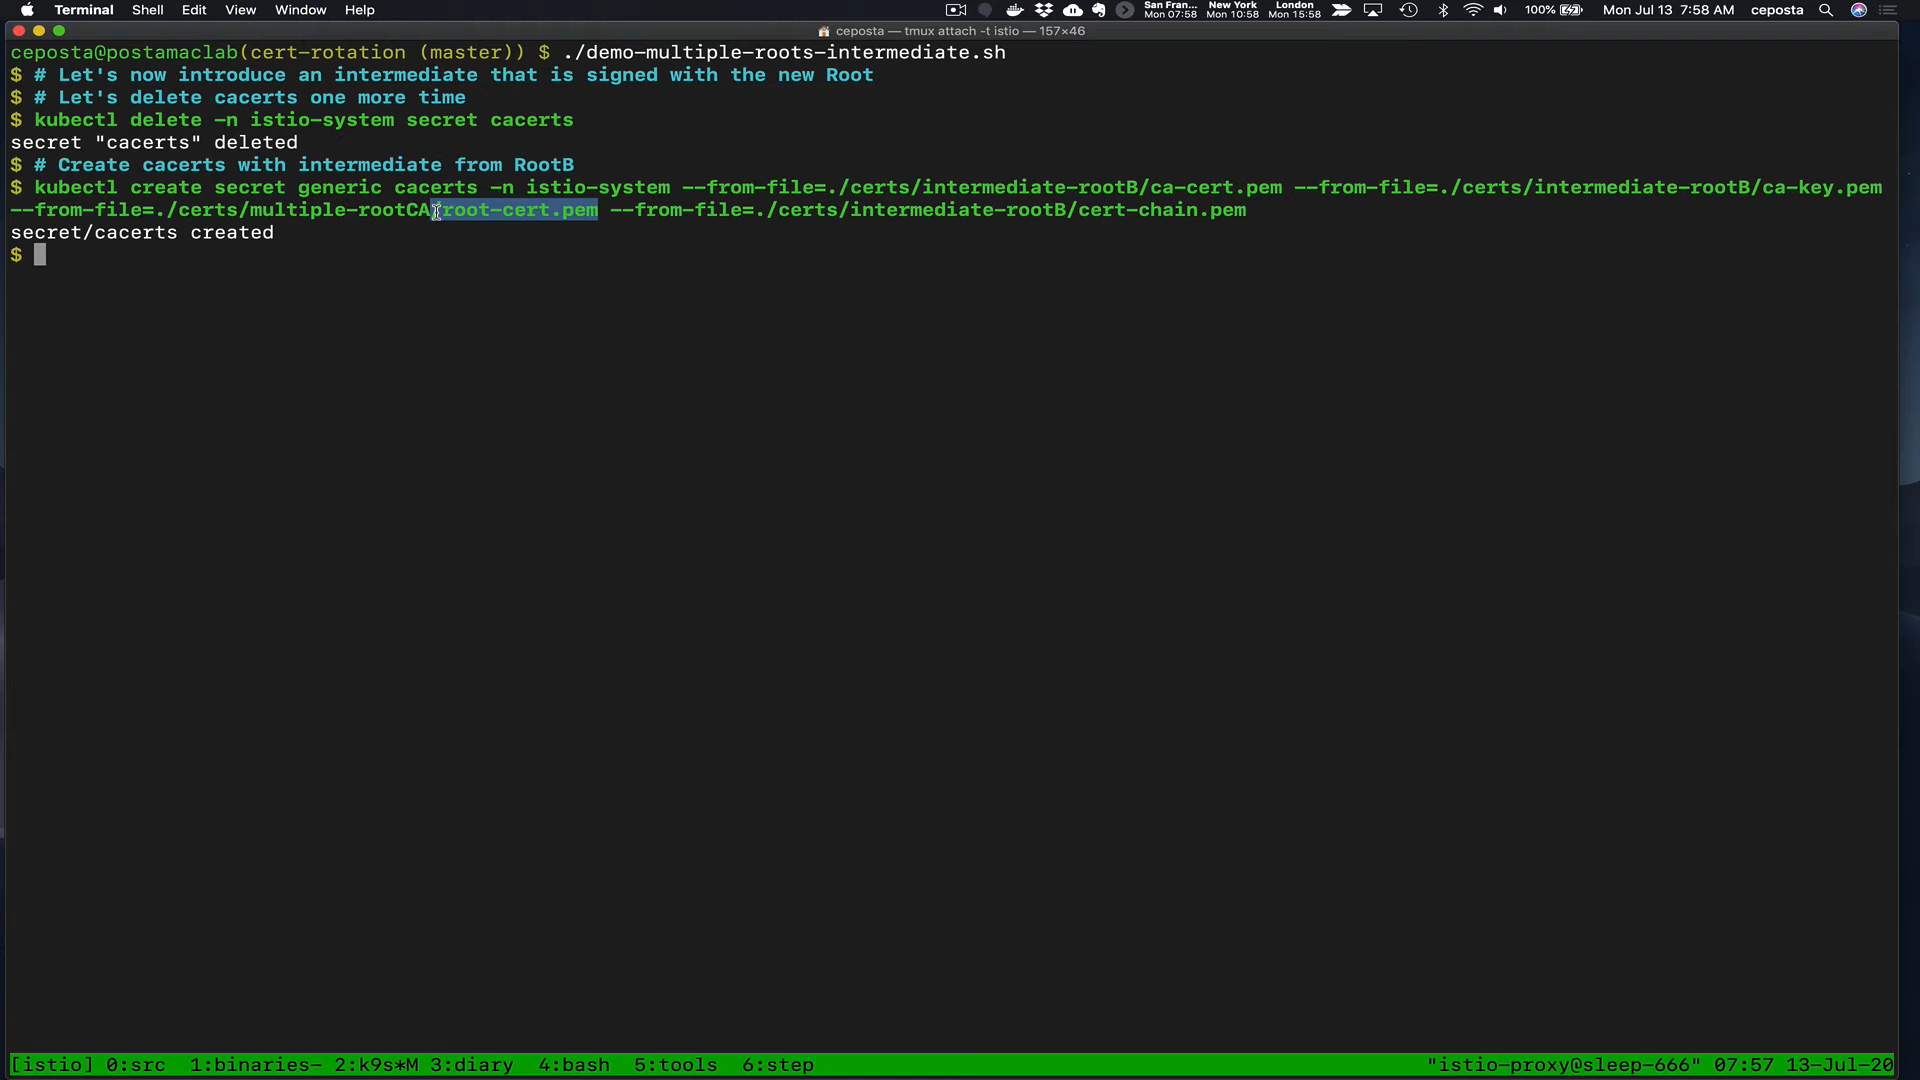 Terminal Shell Edit View Window Help San Fran... Mon 07:58 New York Mon 10:58 London Mon 15:58 100% Mon Jul 13 7:58 AM ceposta
ceposta — tmux attach -t istio — 157×46
ceposta@postamaclab(cert-rotation (master)) $ ./demo-multiple-roots-intermediate.sh
$ # Let's now introduce an intermediate that is signed with the new Root
$ # Let's delete cacerts one more time
$ kubectl delete -n istio-system secret cacerts
secret "cacerts" deleted
$ # Create cacerts with intermediate from RootB
$ kubectl create secret generic cacerts -n istio-system --from-file=./certs/intermediate-rootB/ca-cert.pem --from-file=./certs/intermediate-rootB/ca-key.pem
--from-file=./certs/multiple-rootCA/root-cert.pem --from-file=./certs/intermediate-rootB/cert-chain.pem
secret/cacerts created
$
[istio] 0:src 1:binaries- 2:k9s*M 3:diary 4:bash 5:tools 6:step "istio-proxy@sleep-666" 07:57 13-Jul-20